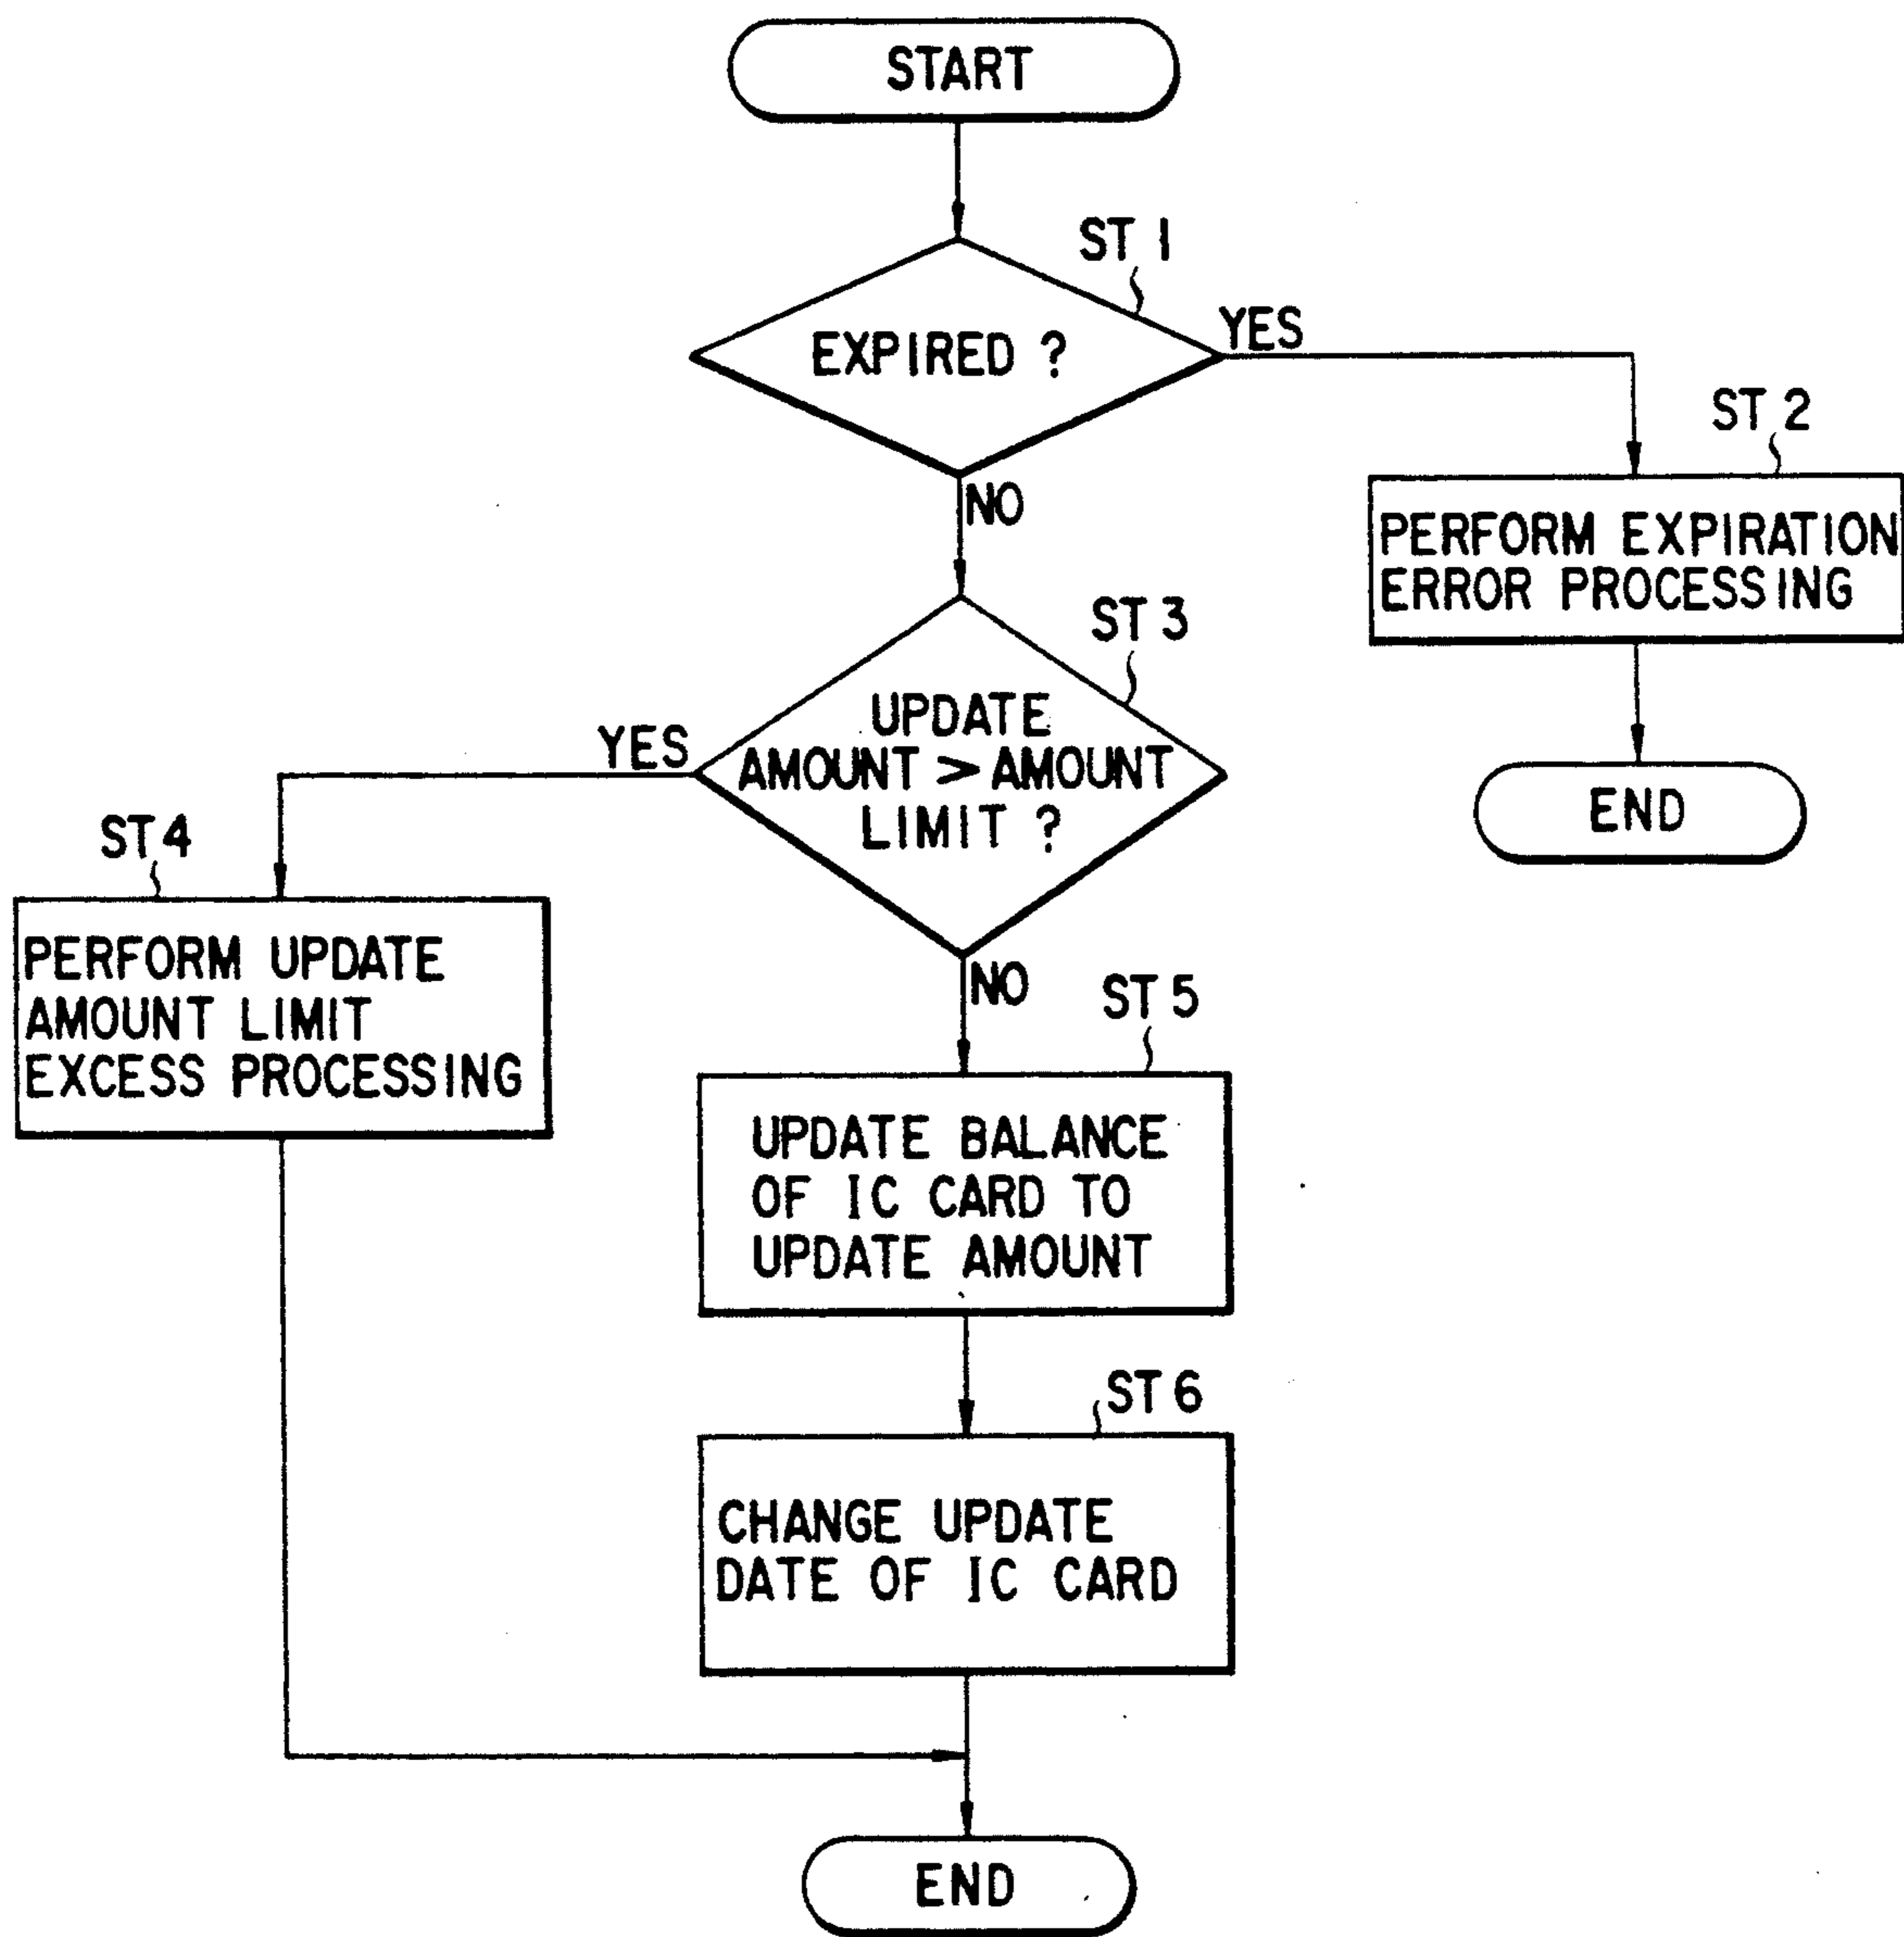 START
ST 1
EXPIRED ?
YES
NO
ST 2
PERFORM EXPIRATION
ERROR PROCESSING
END
ST 3
UPDATE
AMOUNT > AMOUNT
LIMIT ?
YES
NO
ST 4
PERFORM UPDATE
AMOUNT LIMIT
EXCESS PROCESSING
ST 5
UPDATE BALANCE
OF IC CARD TO
UPDATE AMOUNT
ST 6
CHANGE UPDATE
DATE OF IC CARD
END